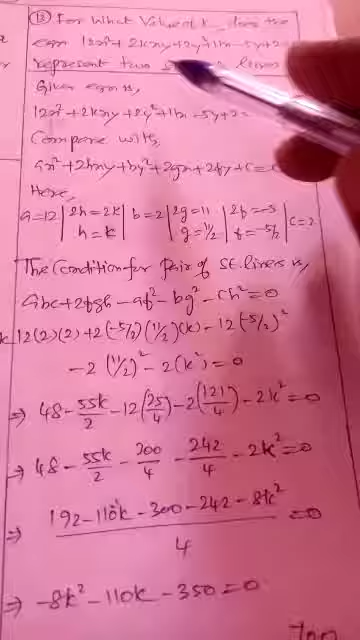 (13) For What Value of k, does the
eqn 12x² + 2kxy + 2y² + 11x - 5y + 2
represent two lines
Given eqn is,
12x² + 2kxy + 2y² + 11x - 5y + 2 =
Compare with,
ax² + 2hxy + by² + 2gx + 2fy + c =
Here,
a = 12 | 2h = 2k | b = 2 | 2g = 11 | 2f = -5 | c = 2
h = k | g = 11/2 | f = -5/2
The Condition for Pair of St. lines is,
abc + 2fgh - af² - bg² - ch² = 0
12(2)(2) + 2(-5/2)(11/2)(k) - 12(-5/2)²
- 2(11/2)² - 2(k²) = 0
⇒ 48 - 55k/2 - 12(25/4) - 2(121/4) - 2k² = 0
⇒ 48 - 55k/2 - 300/4 - 242/4 - 2k² = 0
⇒ 192 - 110k - 300 - 242 - 8k² / 4 = 0
⇒ -8k² - 110k - 350 = 0